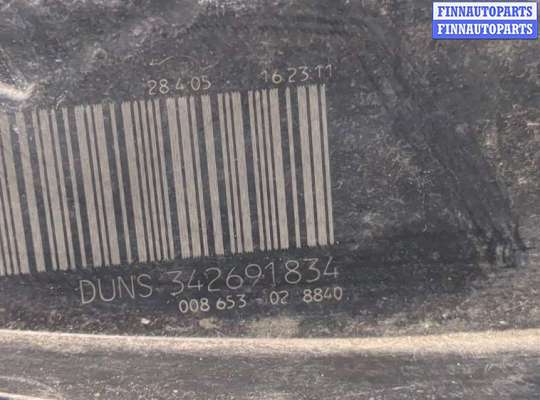 FINNAUTOPARTS
FINNAUTOPARTS
28.4.05 16:23:11
DUNS 342691834
008 653 02 8840